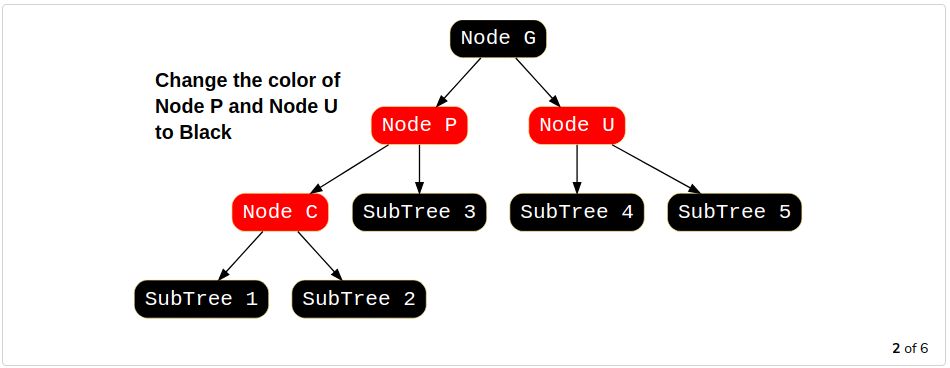 Node G
Change the color of
Node P and Node U
to Black
Node P
Node U
Node C
SubTree 3
SubTree 4
SubTree 5
SubTree 1
SubTree 2
2 of 6